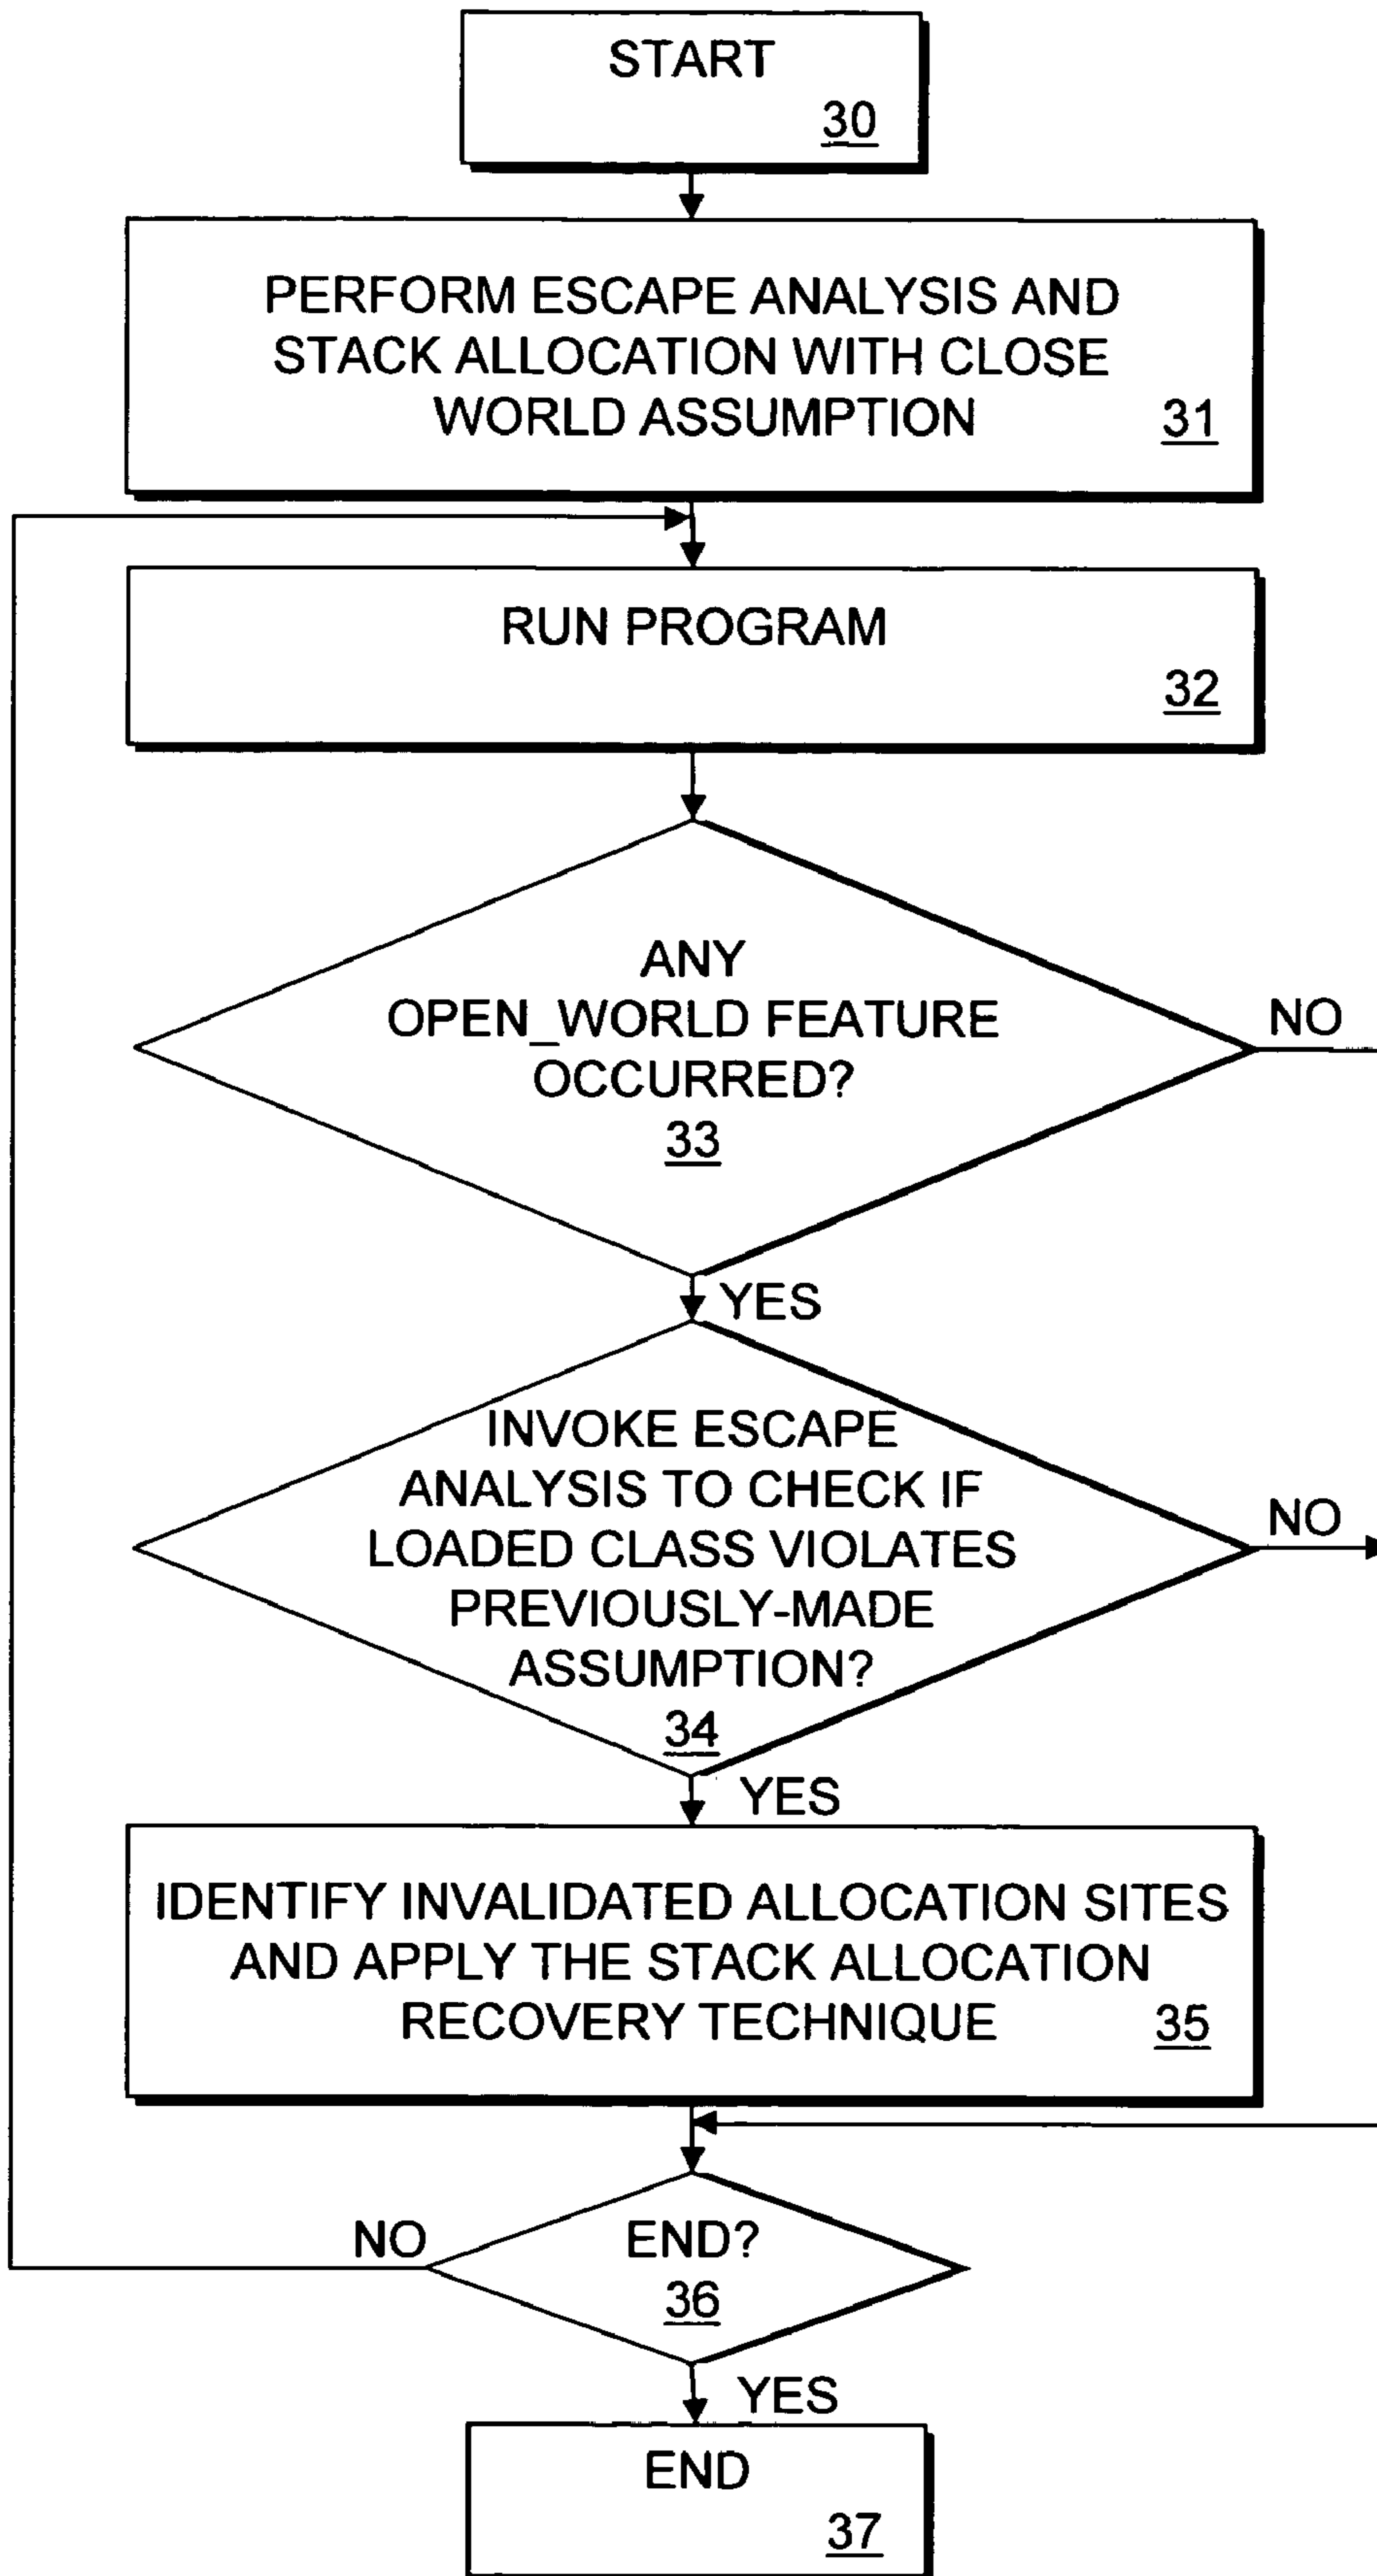 START
30
PERFORM ESCAPE ANALYSIS AND
STACK ALLOCATION WITH CLOSE
WORLD ASSUMPTION
31
RUN PROGRAM
32
ANY
OPEN_WORLD FEATURE
OCCURRED?
33
NO
YES
INVOKE ESCAPE
ANALYSIS TO CHECK IF
LOADED CLASS VIOLATES
PREVIOUSLY-MADE
ASSUMPTION?
34
NO
YES
IDENTIFY INVALIDATED ALLOCATION SITES
AND APPLY THE STACK ALLOCATION
RECOVERY TECHNIQUE
35
NO
END?
36
YES
END
37